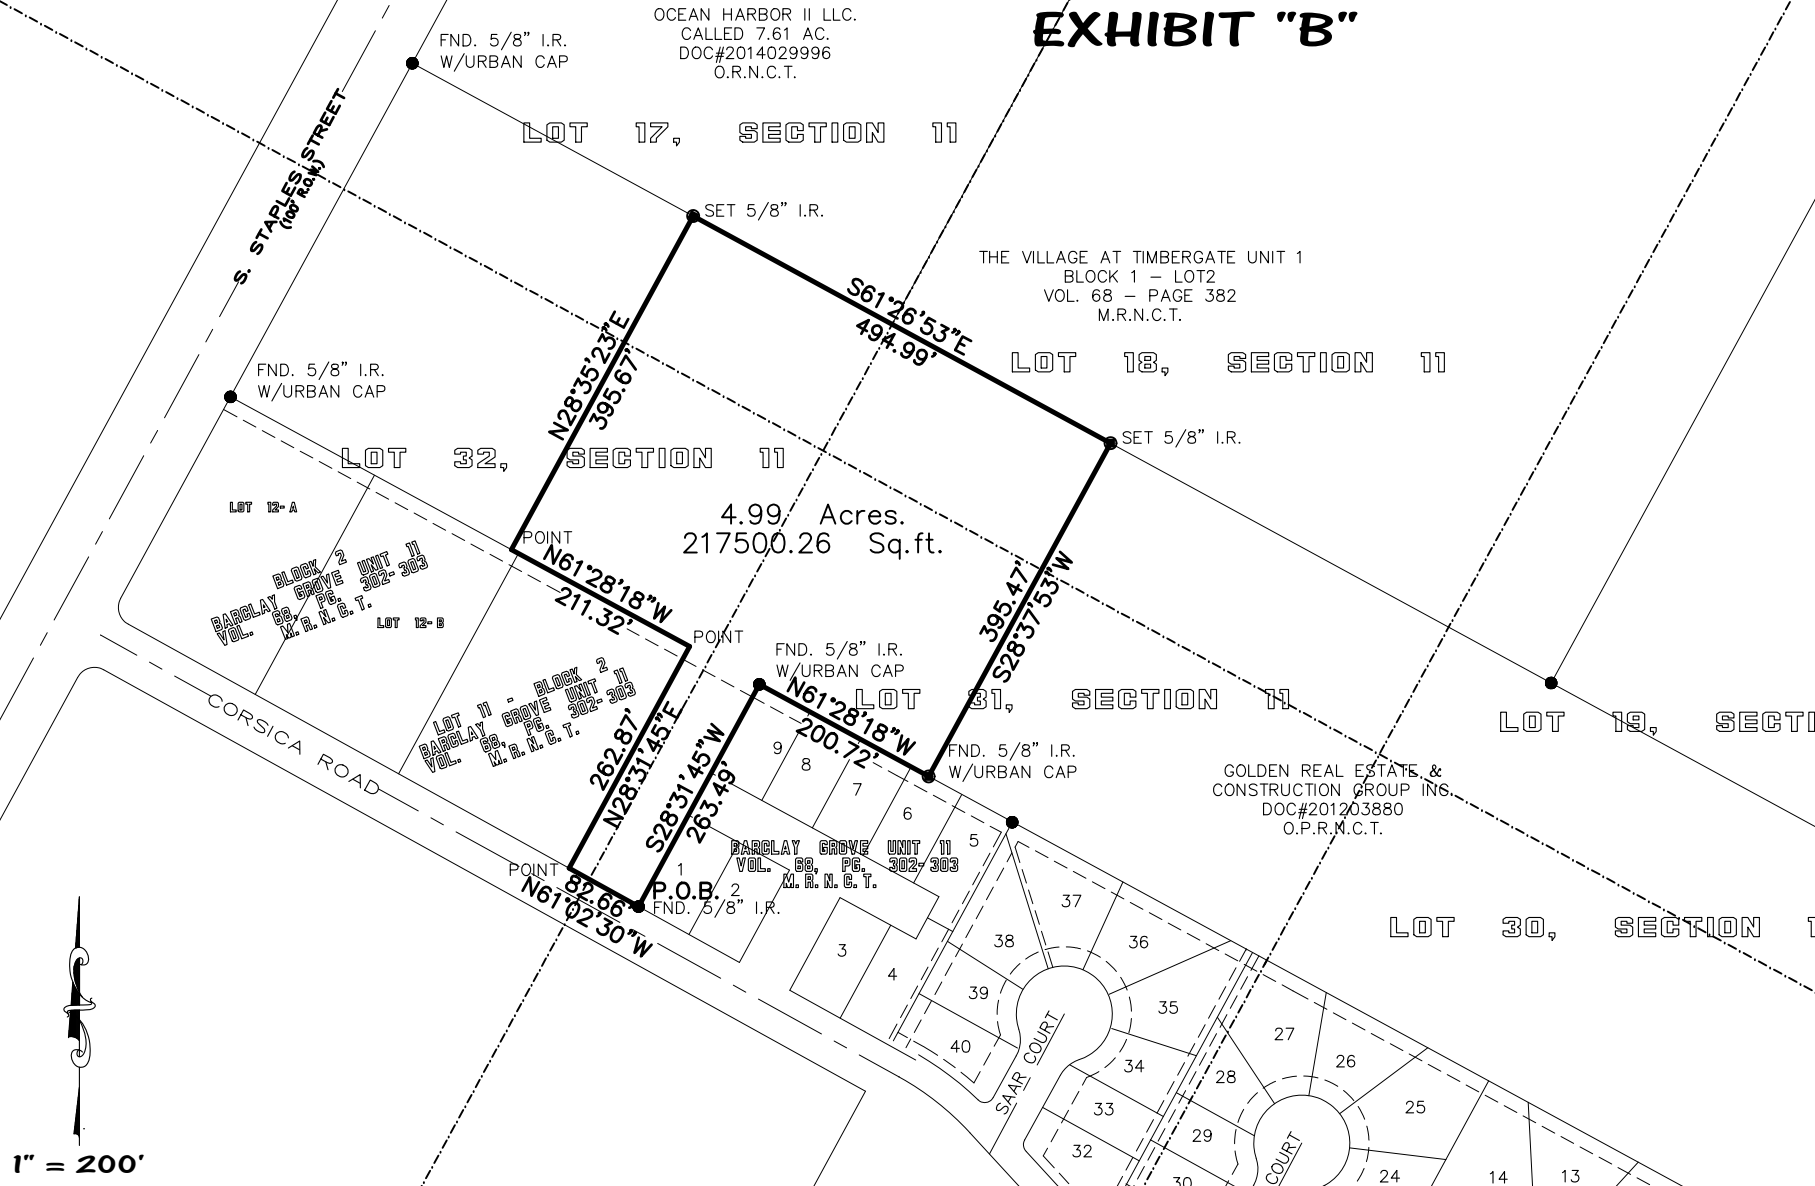 EXHIBIT "B"
OCEAN HARBOR II LLC.
CALLED 7.61 AC.
DOC#2014029996
O.R.N.C.T.
FND. 5/8" I.R.
W/URBAN CAP
LOT 17, SECTION 11
S. STAPLES STREET
(100' R.O.W.)
SET 5/8" I.R.
THE VILLAGE AT TIMBERGATE UNIT 1
BLOCK 1 – LOT2
VOL. 68 – PAGE 382
M.R.N.C.T.
S61°26'53"E
494.99'
LOT 18, SECTION 11
N28°35'23"E
395.67'
FND. 5/8" I.R.
W/URBAN CAP
SET 5/8" I.R.
LOT 32, SECTION 11
LOT 12-A
4.99 Acres.
217500.26 Sq.ft.
POINT
N61°28'18"W
211.32'
BLOCK 2
BARCLAY GROVE UNIT 11
VOL. 68, PG. 302-303
M.R.N.C.T.
LOT 12-B
395.47'
S28°37'53"W
POINT
FND. 5/8" I.R.
W/URBAN CAP
N61°28'18"W
200.72'
LOT 31, SECTION 11
LOT 19, SECTI
LOT 11 - BLOCK 2
BARCLAY GROVE UNIT 11
VOL. 68, PG. 302-303
M.R.N.C.T.
CORSICA ROAD
262.87'
N28°31'45"E
S28°31'45"W
263.49'
FND. 5/8" I.R.
W/URBAN CAP
GOLDEN REAL ESTATE &
CONSTRUCTION GROUP INC.
DOC#201203880
O.P.R.N.C.T.
9
8
7
6
5
BARCLAY GROVE UNIT 11
VOL. 68, PG. 302-303
M.R.N.C.T.
POINT
82.66'
N61°02'30"W
1
P.O.B.
2
FND. 5/8" I.R.
3
4
37
38
36
39
35
40
34
33
32
SAAR COURT
LOT 30, SECTION 1
27
26
28
25
29
30
24
14
13
COURT
1" = 200'